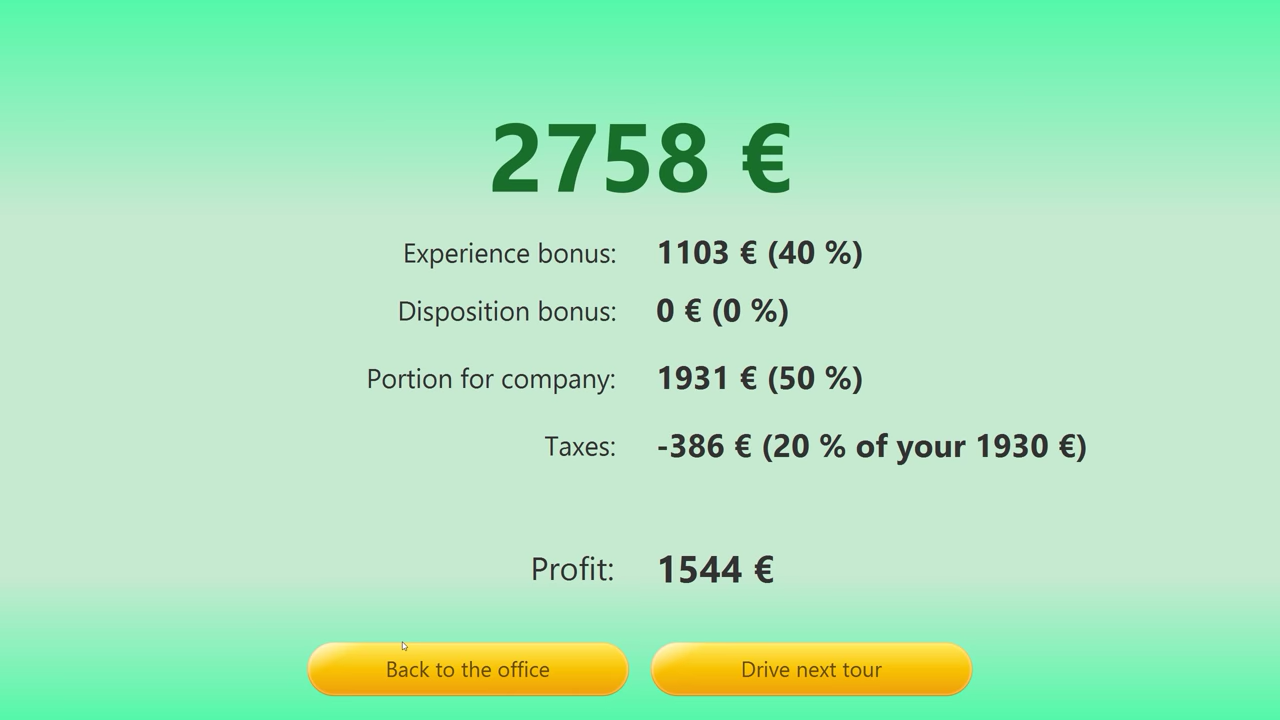 2758 €
Experience bonus: 1103 € (40 %)
Disposition bonus: 0 € (0 %)
Portion for company: 1931 € (50 %)
Taxes: -386 € (20 % of your 1930 €)
Profit: 1544 €
Back to the office Drive next tour